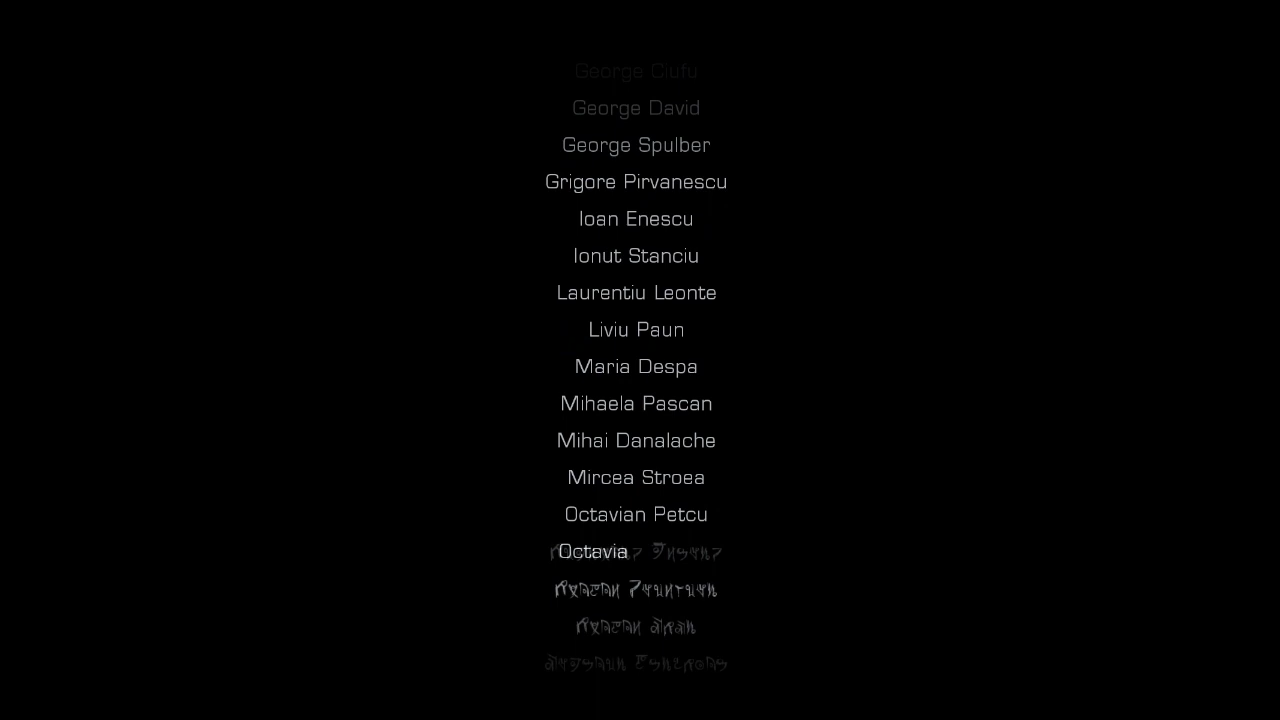 George Ciufu
George David
George Spulber
Grigore Pirvanescu
Ioan Enescu
Ionut Stanciu
Laurentiu Leonte
Liviu Paun
Maria Despa
Mihaela Pascan
Mihai Danalache
Mircea Stroea
Octavian Petcu
Octavia